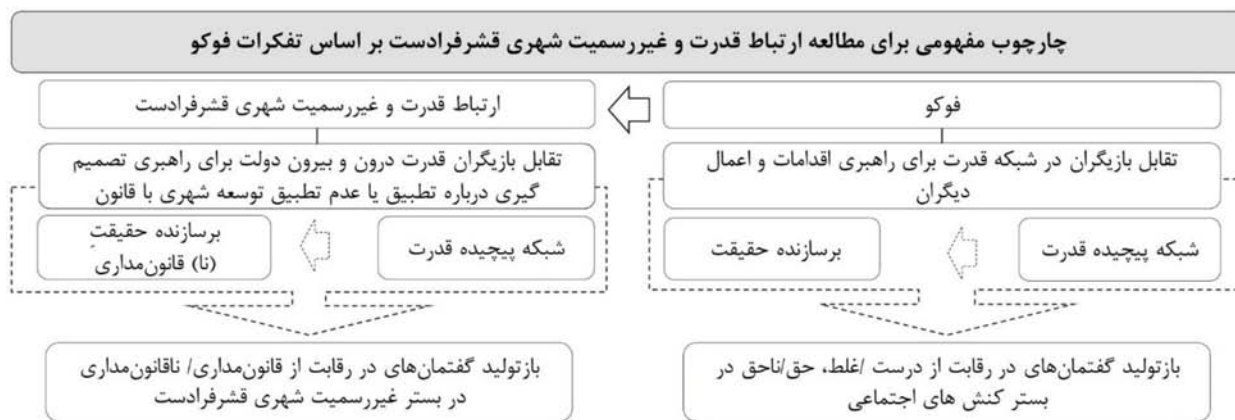 چارچوب مفهومی برای مطالعه ارتباط قدرت و غیررسمیت شهری قشرفرادست بر اساس تفکرات فوکو
فوکو
ارتباط قدرت و غیررسمیت شهری قشرفرادست
تقابل بازیگران در شبکه قدرت برای راهبری اقدامات و اعمال
دیگران
تقابل بازیگران قدرت درون و بیرون دولت برای راهبری تصمیم
گیری درباره تطبیق یا عدم تطبیق توسعه شهری با قانون
شبکه پیچیده قدرت
برسازنده حقیقت
شبکه پیچیده قدرت
برسازنده حقیقت
(نا) قانون‌مداری
بازتولید گفتمان‌های در رقابت از درست /غلط، حق/ناحق در
بستر کنش های اجتماعی
بازتولید گفتمان‌های در رقابت از قانون‌مداری/ ناقانون‌مداری
در بستر غیررسمیت شهری قشرفرادست